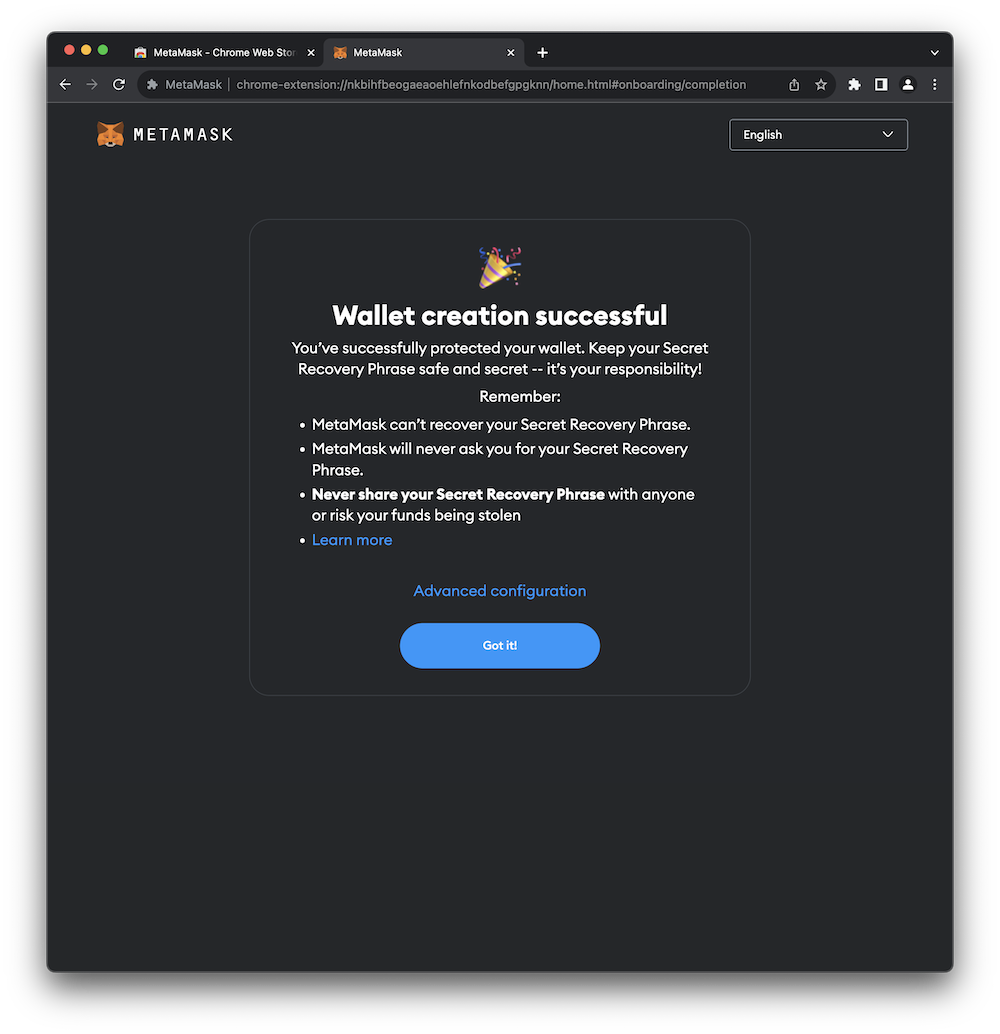 MetaMask - Chrome Web Stor
MetaMask
MetaMask
chrome-extension://nkbihfbeogaeaoehlefnkodbefgpgknn/home.html#onboarding/completion
METAMASK
English
Wallet creation successful
You’ve successfully protected your wallet. Keep your Secret
Recovery Phrase safe and secret -- it’s your responsibility!
Remember:
• MetaMask can’t recover your Secret Recovery Phrase.
• MetaMask will never ask you for your Secret Recovery
Phrase.
• Never share your Secret Recovery Phrase with anyone
or risk your funds being stolen
• Learn more
Advanced configuration
Got it!